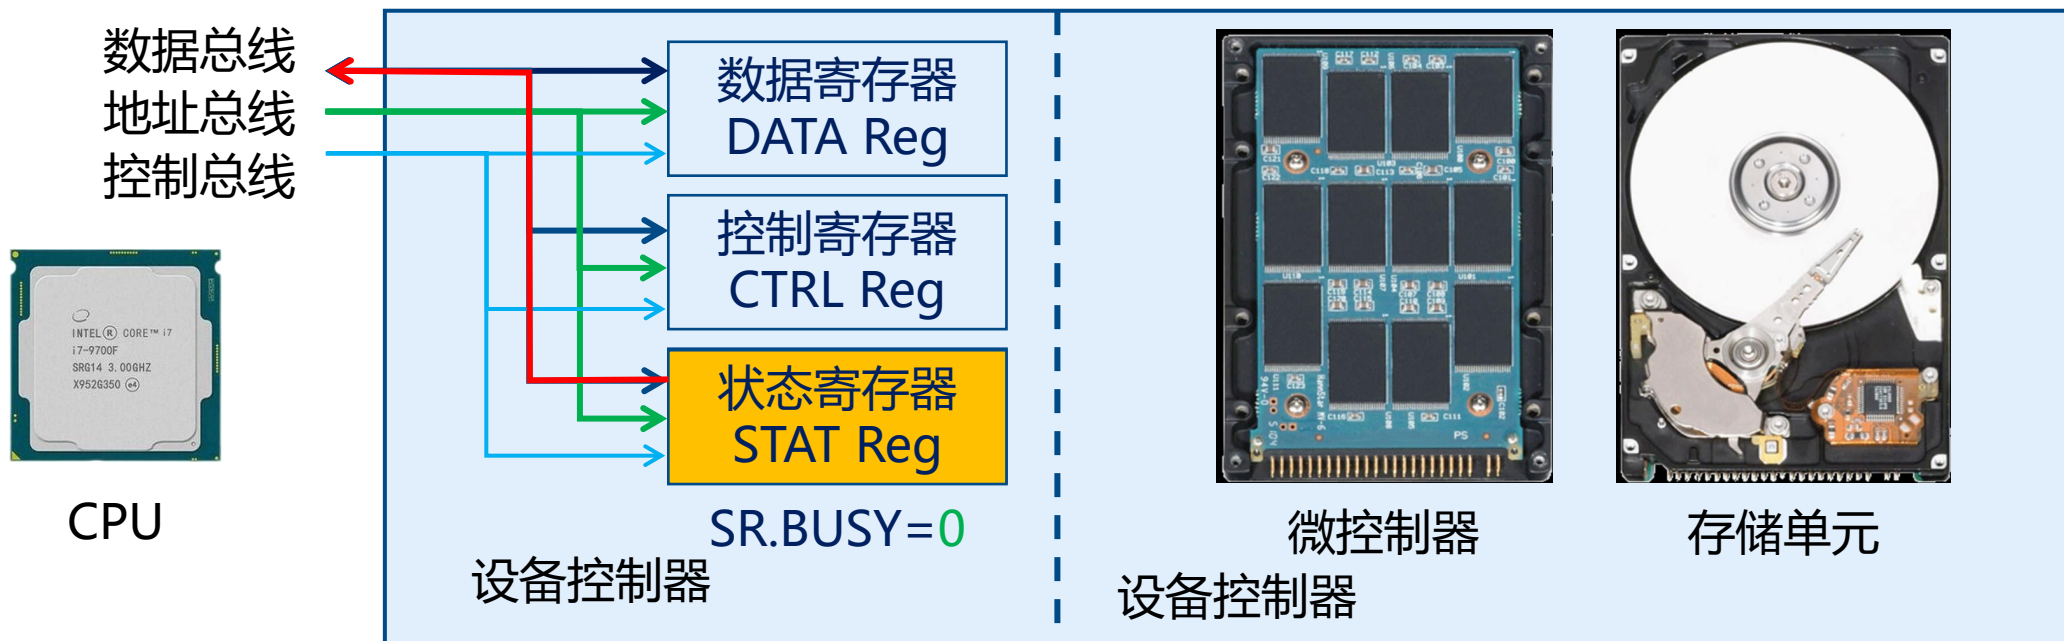 数据总线
地址总线
控制总线
数据寄存器
DATA Reg
控制寄存器
CTRL Reg
状态寄存器
STAT Reg
SR.BUSY=0
设备控制器
CPU
INTEL® CORE™ i7
i7-9700F
SRG14 3.00GHZ
X952G350 e4
微控制器
存储单元
设备控制器